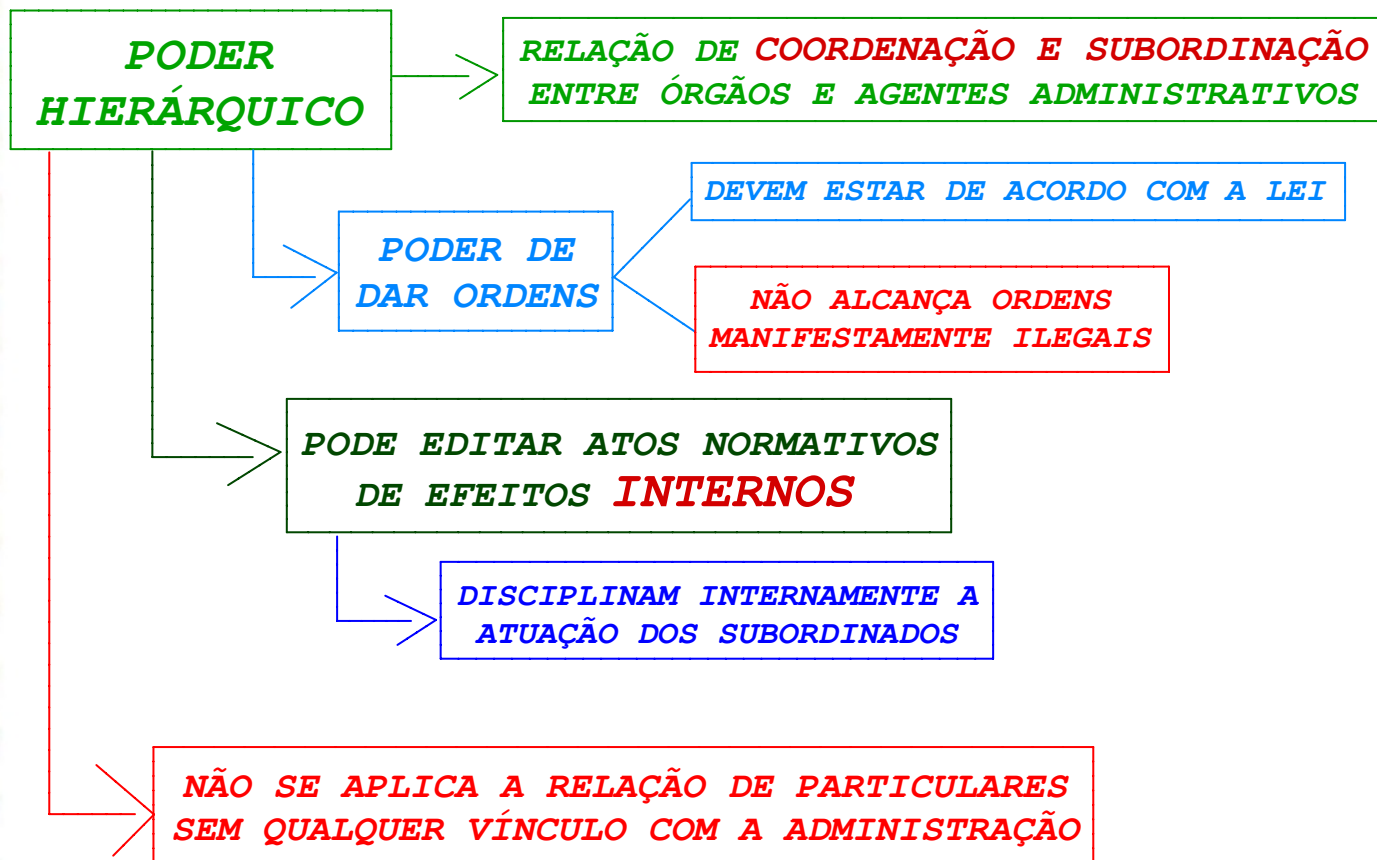 PODER
HIERÁRQUICO
RELAÇÃO DE COORDENAÇÃO E SUBORDINAÇÃO
ENTRE ÓRGÃOS E AGENTES ADMINISTRATIVOS
PODER DE
DAR ORDENS
DEVEM ESTAR DE ACORDO COM A LEI
NÃO ALCANÇA ORDENS
MANIFESTAMENTE ILEGAIS
PODE EDITAR ATOS NORMATIVOS
DE EFEITOS INTERNOS
DISCIPLINAM INTERNAMENTE A
ATUAÇÃO DOS SUBORDINADOS
NÃO SE APLICA A RELAÇÃO DE PARTICULARES
SEM QUALQUER VÍNCULO COM A ADMINISTRAÇÃO